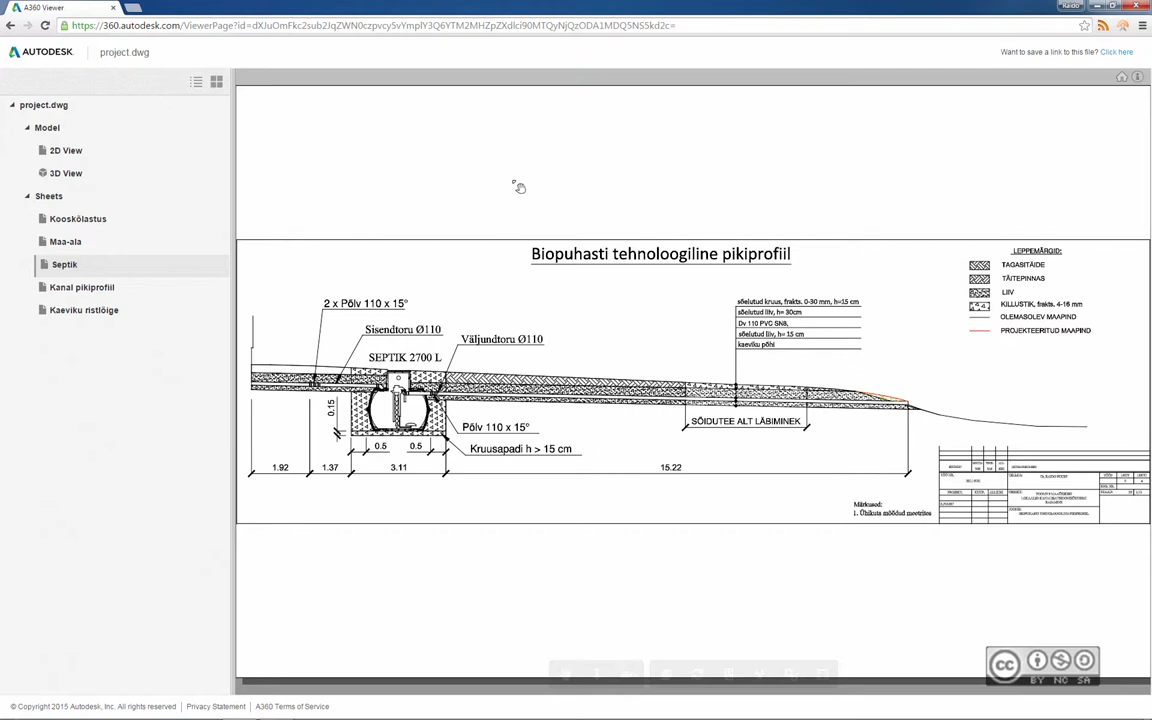 A360 Viewer
Raido
https://360.autodesk.com/ViewerPage?id=dXJuOmFkc2sub2JqZWN0czpvcy5vYmplY3Q6YTM2MHZpZXdlci90MTQyNjQzODA1MDQ5NS5kd2c=
AUTODESK
project.dwg
Want to save a link to this file? Click here
project.dwg
Model
2D View
3D View
Sheets
Kooskõlastus
Maa-ala
Septik
Kanal pikiprofiil
Kaeviku ristlõige
Biopuhasti tehnoloogiline pikiprofiil
LEPPEMÄRGID:
TAGASITÄIDE
TÄITEPINNAS
LIIV
KILLUSTIK, frakts. 4-16 mm
OLEMASOLEV MAAPIND
PROJEKTEERITUD MAAPIND
2 x Põlv 110 x 15°
Sisendtoru Ø110
Väljundtoru Ø110
SEPTIK 2700 L
sõelutud kruus, frakts. 0-30 mm, h=15 cm
sõelutud liiv, h= 30cm
Dv 110 PVC SN8,
sõelutud liiv, h= 15 cm
kaeviku põhi
0.15
Põlv 110 x 15°
SÕIDUTEE ALT LÄBIMINEK
0.5 0.5
Kruusapadi h > 15 cm
1.92 1.37 3.11 15.22
Märkused:
1. Ühikuta mõõdud meetrites
cc BY NC SA
© Copyright 2015 Autodesk, Inc. All rights reserved
Privacy Statement
A360 Terms of Service